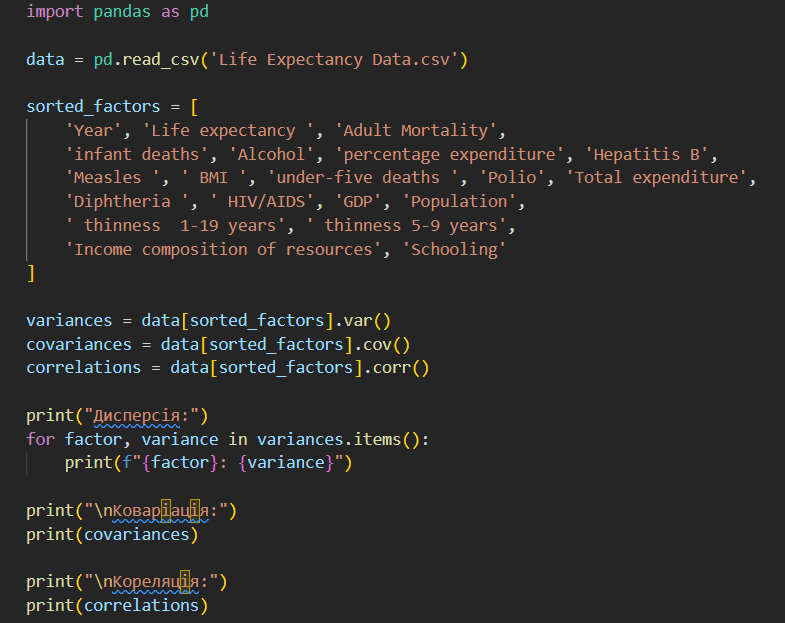 import pandas as pd
data = pd.read_csv('Life Expectancy Data.csv')
sorted_factors = [
    'Year', 'Life expectancy ', 'Adult Mortality',
    'infant deaths', 'Alcohol', 'percentage expenditure', 'Hepatitis B',
    'Measles ', ' BMI ', 'under-five deaths ', 'Polio', 'Total expenditure',
    'Diphtheria ', ' HIV/AIDS', 'GDP', 'Population',
    ' thinness  1-19 years', ' thinness 5-9 years',
    'Income composition of resources', 'Schooling'
]
variances = data[sorted_factors].var()
covariances = data[sorted_factors].cov()
correlations = data[sorted_factors].corr()
print("Дисперсія:")
for factor, variance in variances.items():
    print(f"{factor}: {variance}")
print("\nКоваріація:")
print(covariances)
print("\nКореляція:")
print(correlations)